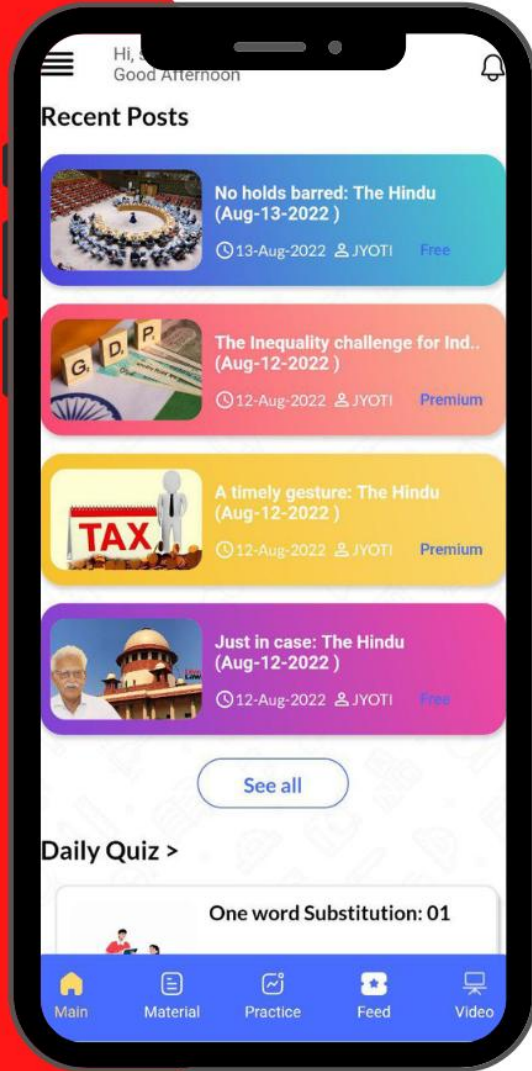 Hi,
Good Afternoon
Recent Posts
No holds barred: The Hindu
(Aug-13-2022 )
13-Aug-2022 JYOTI Free
G D P
The Inequality challenge for Ind..
(Aug-12-2022 )
12-Aug-2022 JYOTI Premium
TAX
A timely gesture: The Hindu
(Aug-12-2022 )
12-Aug-2022 JYOTI Premium
Just in case: The Hindu
(Aug-12-2022 )
12-Aug-2022 JYOTI Free
See all
Daily Quiz >
One word Substitution: 01
Main Material Practice Feed Video